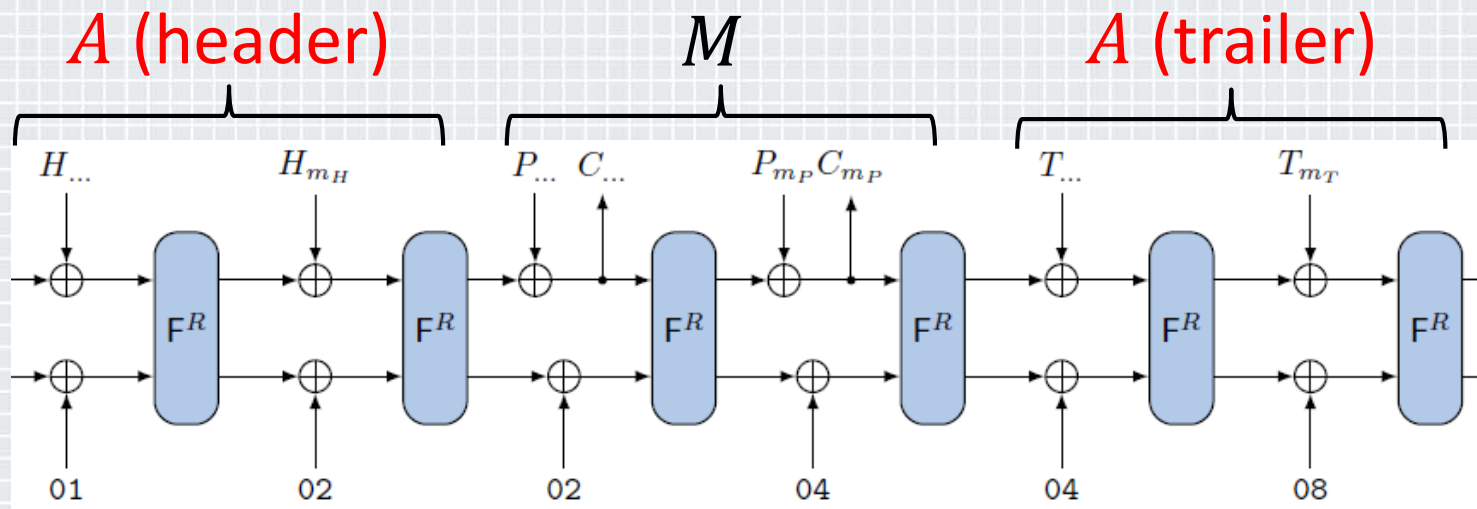 A (header) M A (trailer)
H... H_{m_H} P... C... P_{m_P} C_{m_P} T... T_{m_T}
F^R F^R F^R F^R F^R F^R
01 02 02 04 04 08